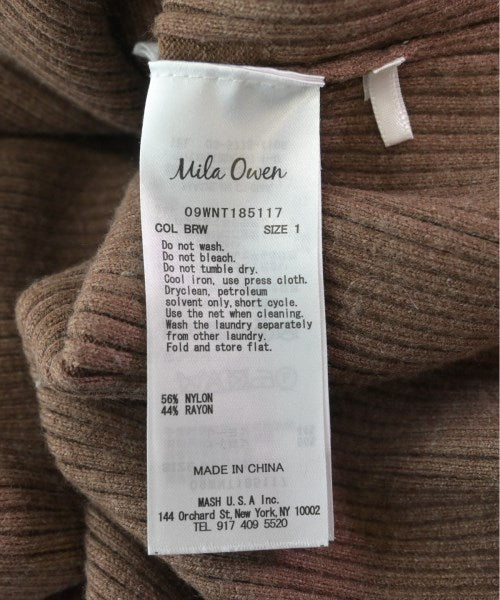 Mila Owen
09WNT185117
COL BRW SIZE 1
Do not wash.
Do not bleach.
Do not tumble dry.
Cool iron, use press cloth.
Dryclean, petroleum
solvent only,short cycle.
Use the net when cleaning.
Wash the laundry separately
from other laundry.
Fold and store flat.
56% NYLON
44% RAYON
MADE IN CHINA
MASH U.S.A Inc.
144 Orchard St, New York, NY 10002
TEL 917 409 5520